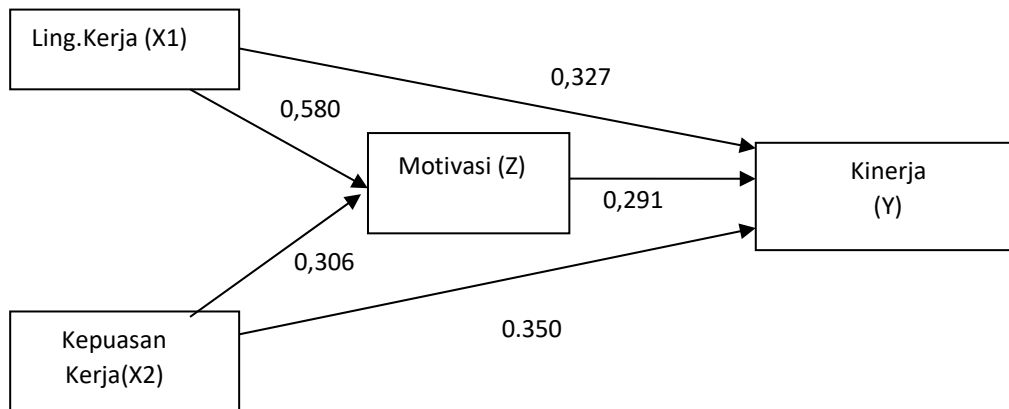 Ling.Kerja (X1)
0,327
0,580
Motivasi (Z)
Kinerja
(Y)
0,291
0,306
0.350
Kepuasan
Kerja(X2)